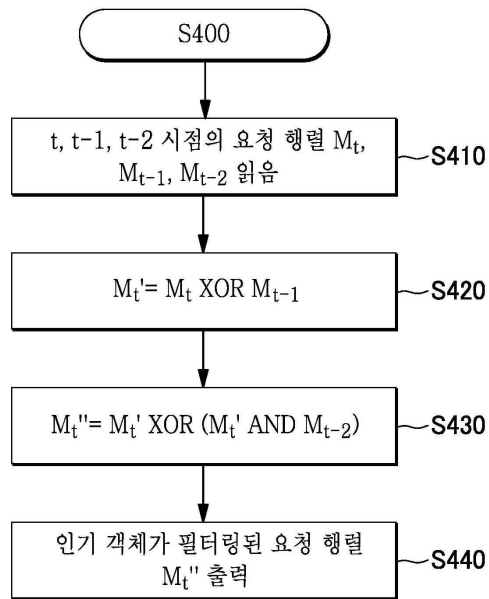 S400
t, t-1, t-2 시점의 요청 행렬 Mt,
Mt-1, Mt-2 읽음
S410
Mt'= Mt XOR Mt-1
S420
Mt''= Mt' XOR (Mt' AND Mt-2)
S430
인기 객체가 필터링된 요청 행렬
Mt'' 출력
S440